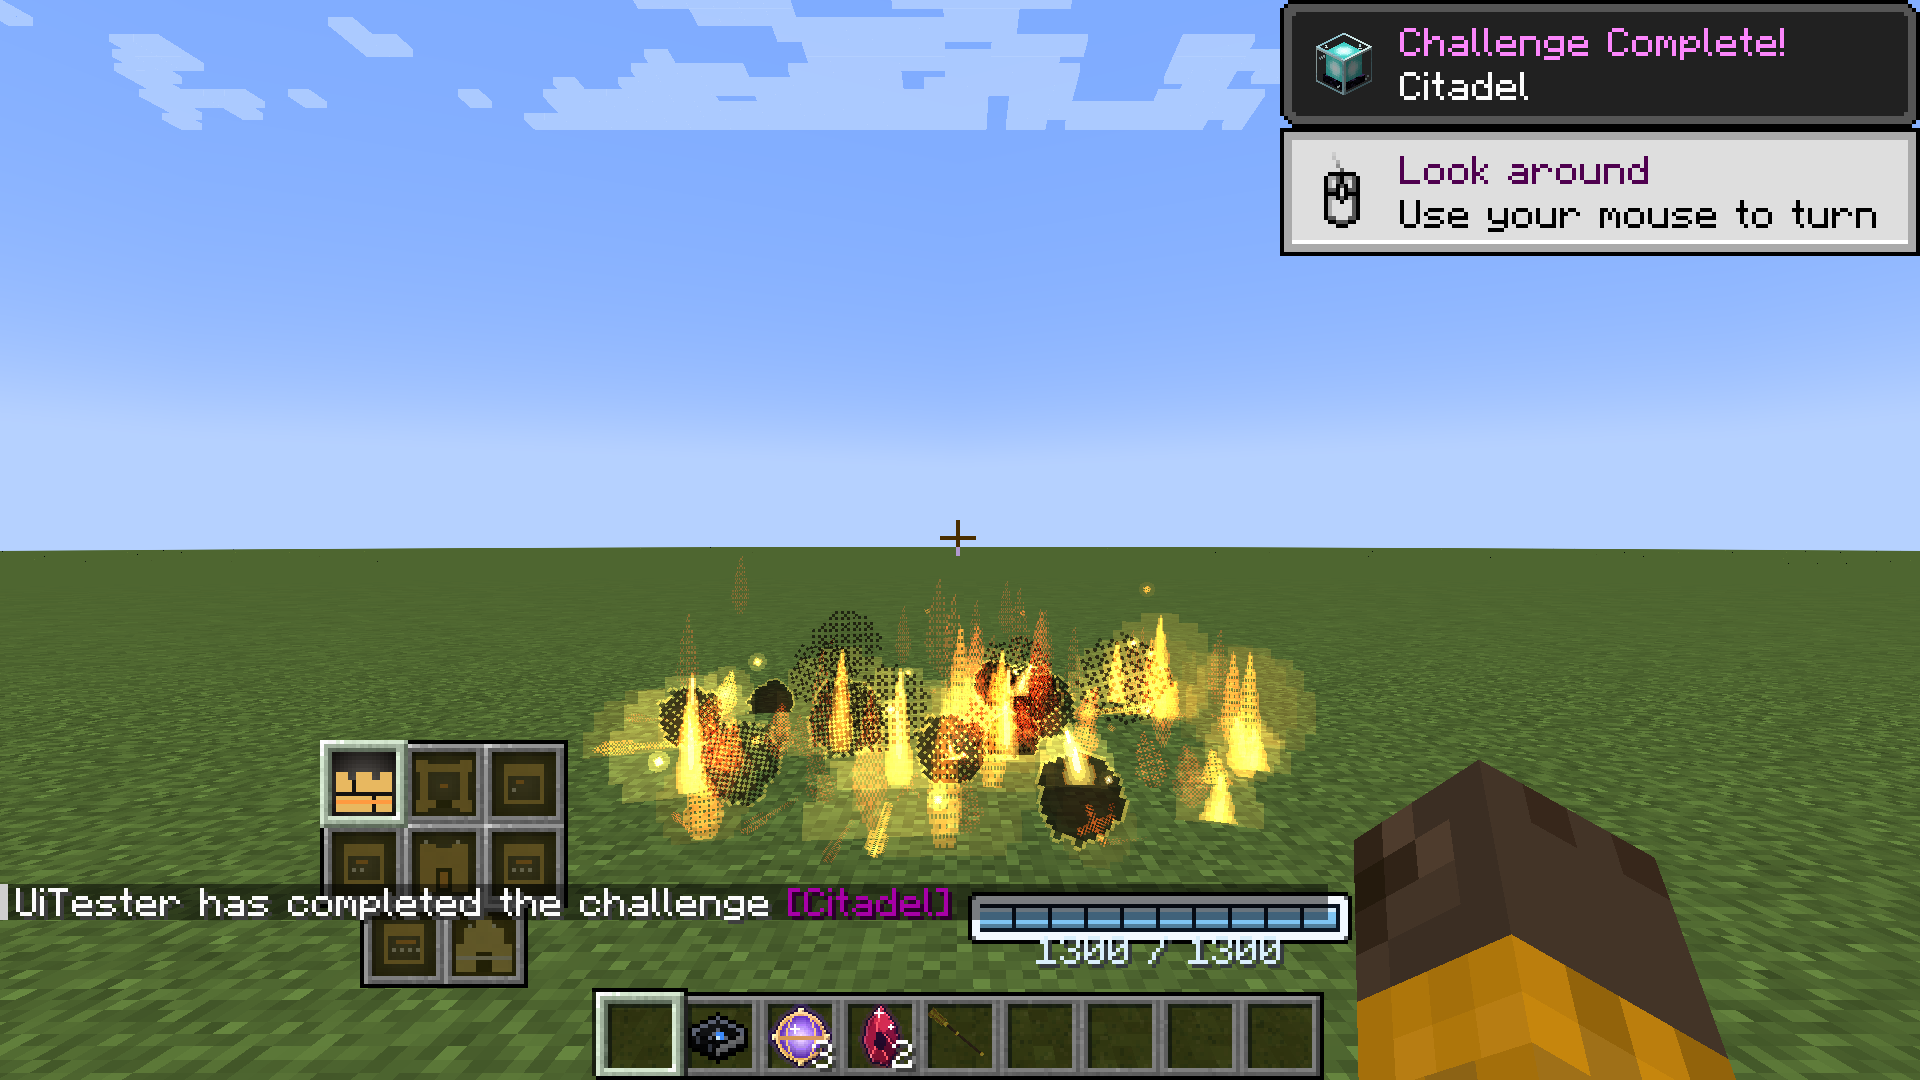 Challenge Complete!
Citadel
Look around
Use your mouse to turn
UiTester has completed the challenge [Citadel]
1300 / 1300
3
2